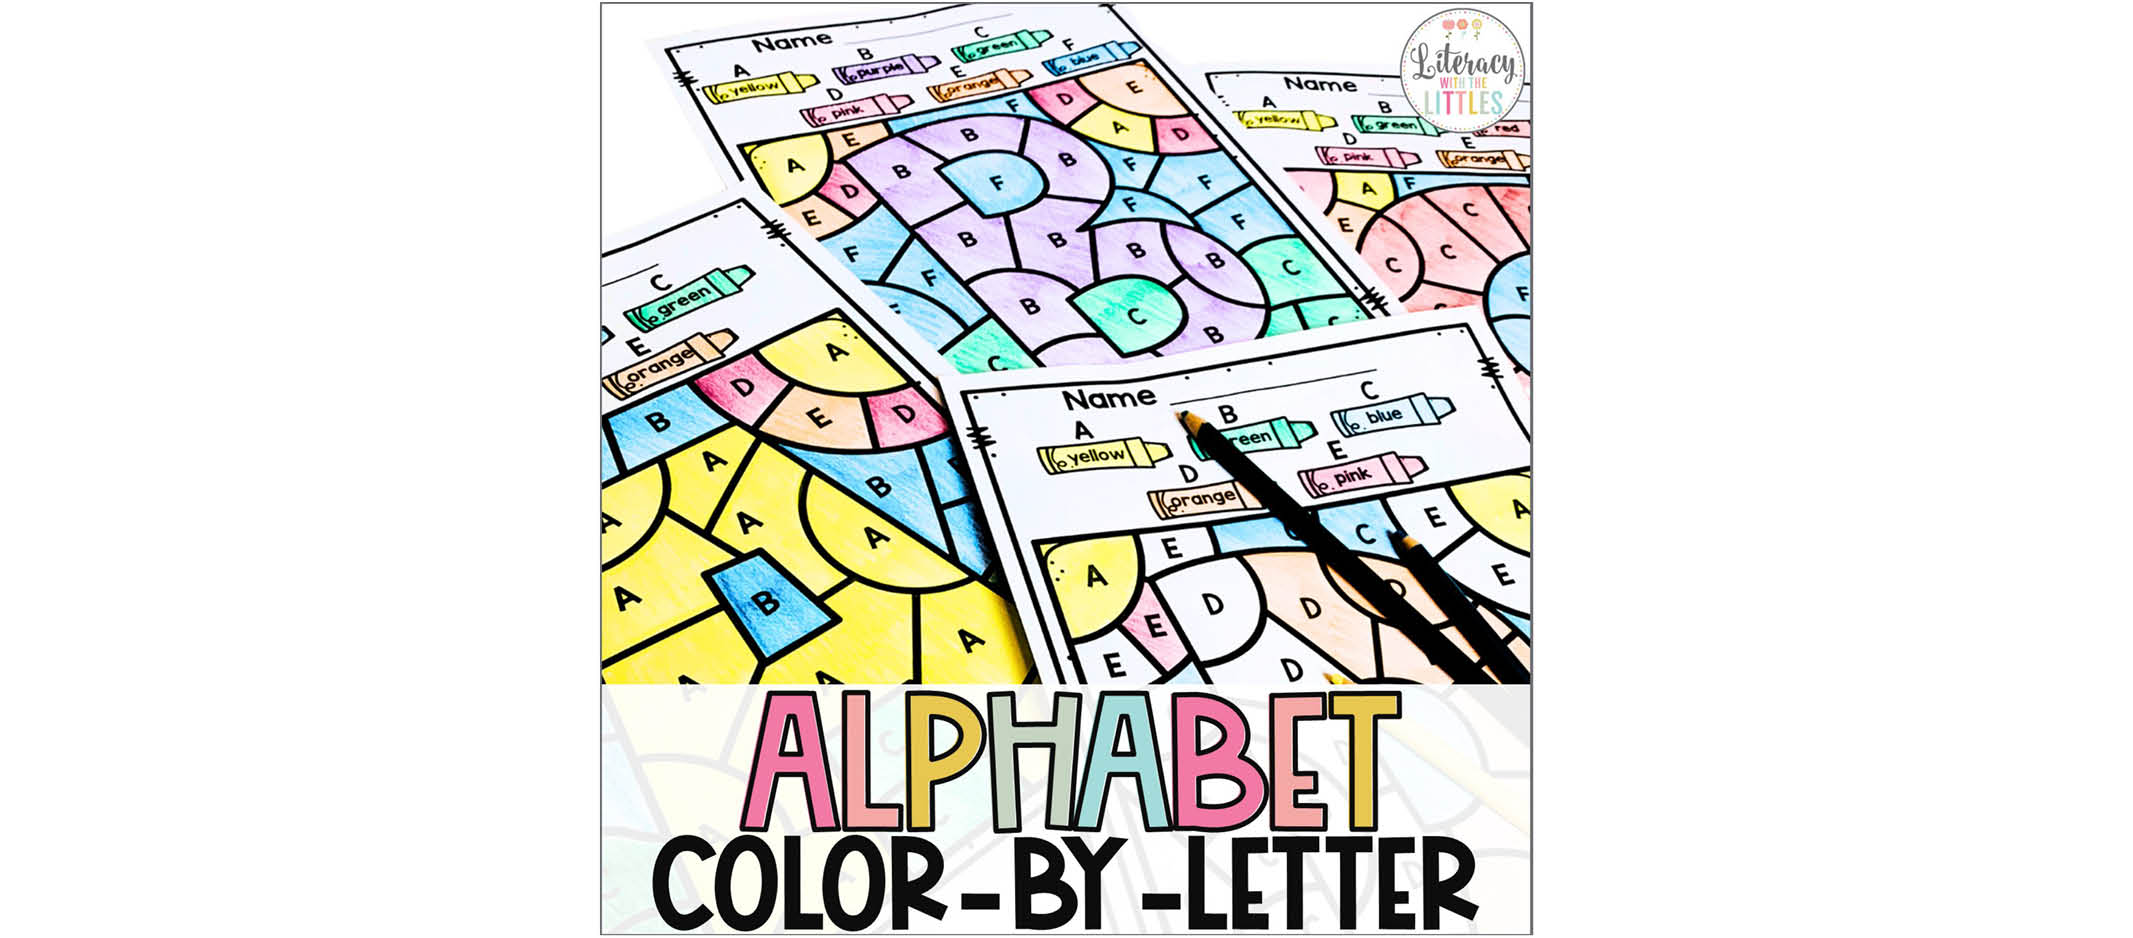 Literacy
WITH THE
LITTLES
Name
A B C
yellow purple green
D E F
pink orange blue
F D E
A E B A D
B B B F
D F F
E F F
F B B B B C
F B C C
C B
Name
A B
yellow green red
D E
pink orange
A F
E C
C C
F
C
green
E
orange
A
B D E D
A B
A A A
A B A
Name
A B C
yellow green blue
D E
orange pink
A E C E A
D D D E
E E D
ALPHABET
COLOR-BY-LETTER